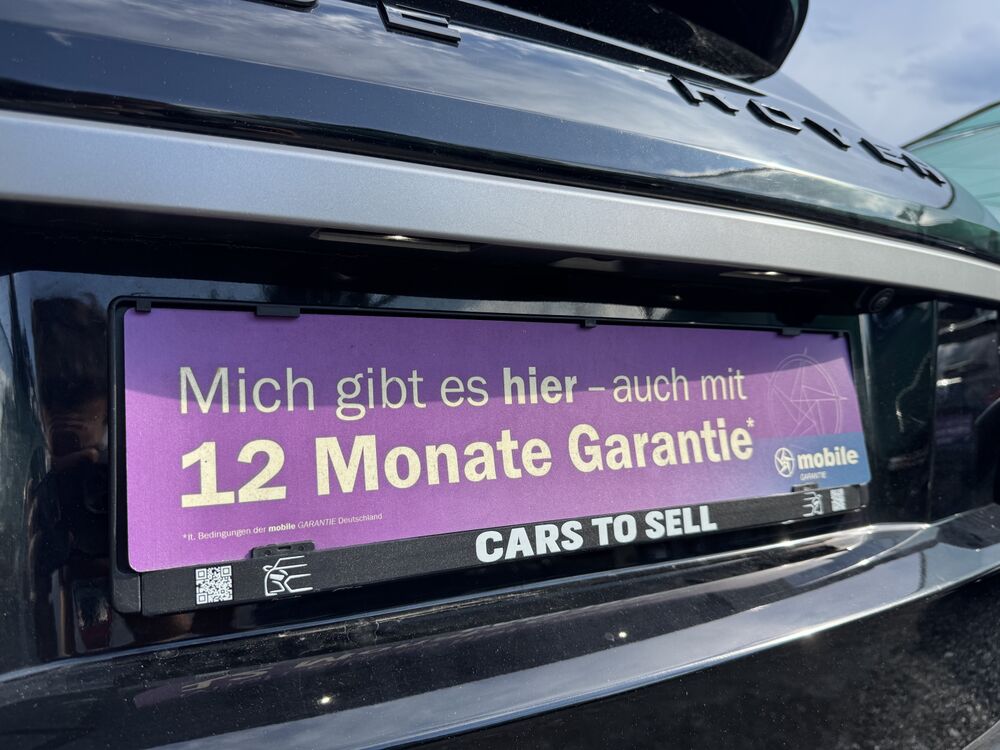 ROVER
Mich gibt es hier – auch mit
12 Monate Garantie*
mobile
GARANTIE
*lt. Bedingungen der mobile GARANTIE Deutschland
CARS TO SELL